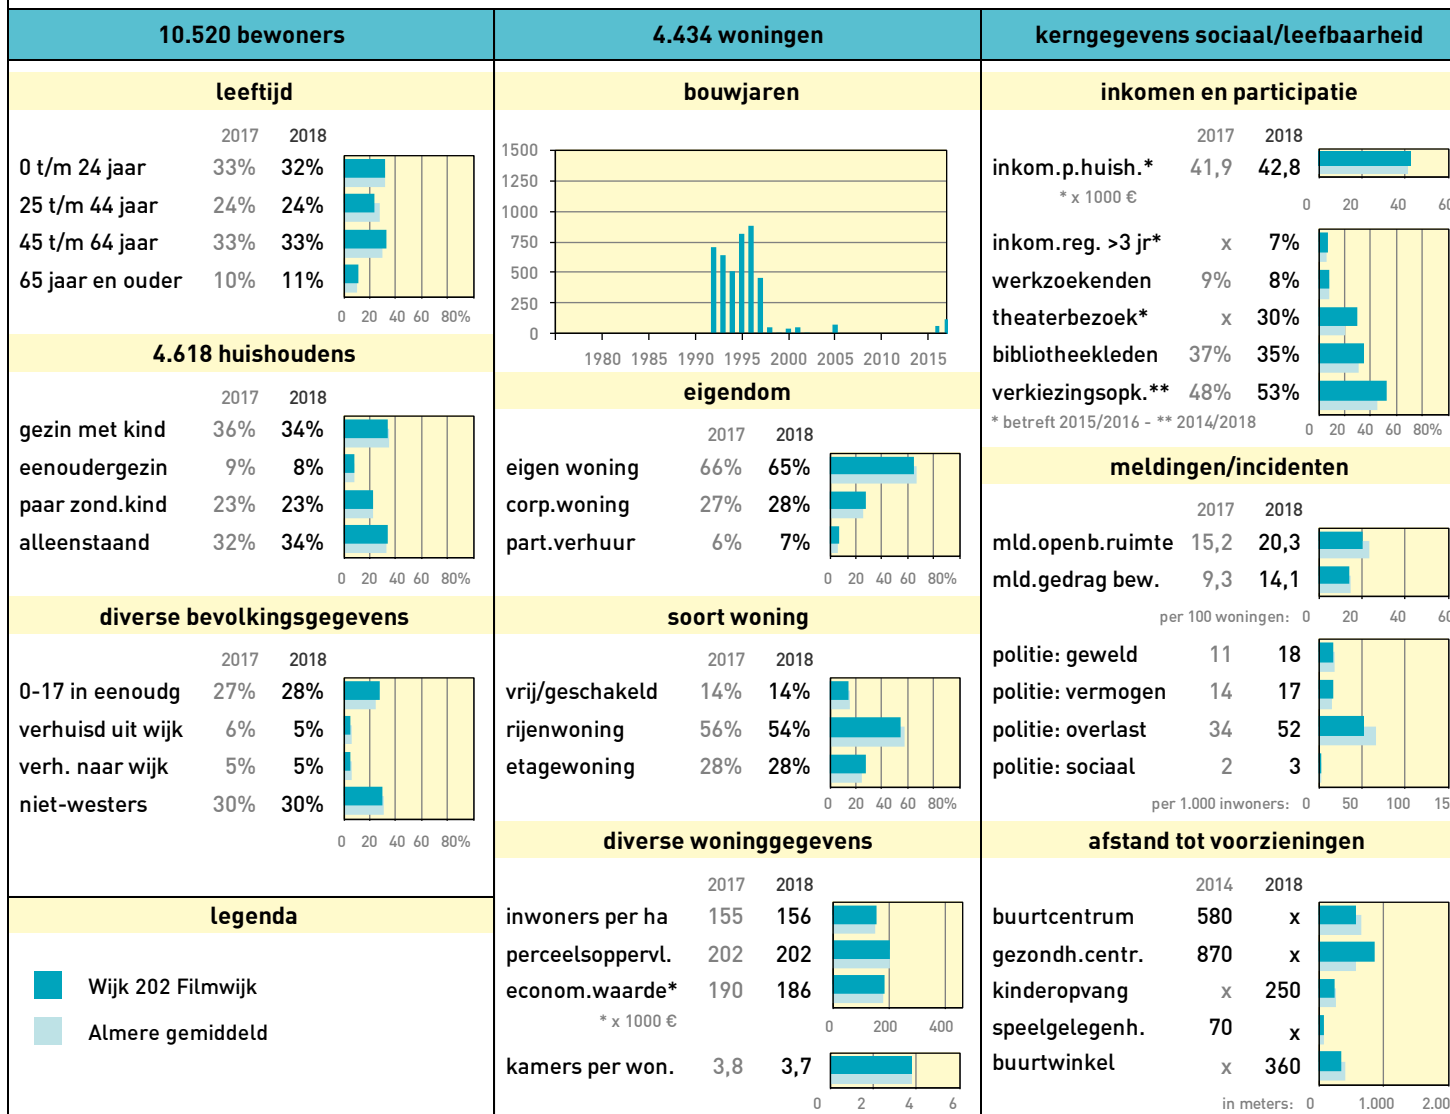 10.520 bewoners
leeftijd
2017 2018
0 t/m 24 jaar 33% 32%
25 t/m 44 jaar 24% 24%
45 t/m 64 jaar 33% 33%
65 jaar en ouder 10% 11%
0 20 40 60 80%
4.618 huishoudens
2017 2018
gezin met kind 36% 34%
eenoudergezin 9% 8%
paar zond.kind 23% 23%
alleenstaand 32% 34%
0 20 40 60 80%
diverse bevolkingsgegevens
2017 2018
0-17 in eenoudg 27% 28%
verhuisd uit wijk 6% 5%
verh. naar wijk 5% 5%
niet-westers 30% 30%
0 20 40 60 80%
legenda
Wijk 202 Filmwijk
Almere gemiddeld
4.434 woningen
bouwjaren
1500
1250
1000
750
500
250
0
1980 1985 1990 1995 2000 2005 2010 2015
eigendom
2017 2018
eigen woning 66% 65%
corp.woning 27% 28%
part.verhuur 6% 7%
0 20 40 60 80%
soort woning
2017 2018
vrij/geschakeld 14% 14%
rijenwoning 56% 54%
etagewoning 28% 28%
0 20 40 60 80%
diverse woninggegevens
2017 2018
inwoners per ha 155 156
perceelsoppervl. 202 202
econom.waarde* 190 186
* x 1000 €
0 200 400
kamers per won. 3,8 3,7
0 2 4 6
kerngegevens sociaal/leefbaarheid
inkomen en participatie
2017 2018
inkom.p.huish.* 41,9 42,8
* x 1000 €
0 20 40 60
inkom.reg. >3 jr* x 7%
werkzoekenden 9% 8%
theaterbezoek* x 30%
bibliotheekleden 37% 35%
verkiezingsopk.** 48% 53%
* betreft 2015/2016 - ** 2014/2018
0 20 40 60 80%
meldingen/incidenten
2017 2018
mld.openb.ruimte 15,2 20,3
mld.gedrag bew. 9,3 14,1
per 100 woningen: 0 20 40 60
politie: geweld 11 18
politie: vermogen 14 17
politie: overlast 34 52
politie: sociaal 2 3
per 1.000 inwoners: 0 50 100 15
afstand tot voorzieningen
2014 2018
buurtcentrum 580 x
gezondh.centr. 870 x
kinderopvang x 250
speelgelegenh. 70 x
buurtwinkel x 360
in meters: 0 1.000 2.00